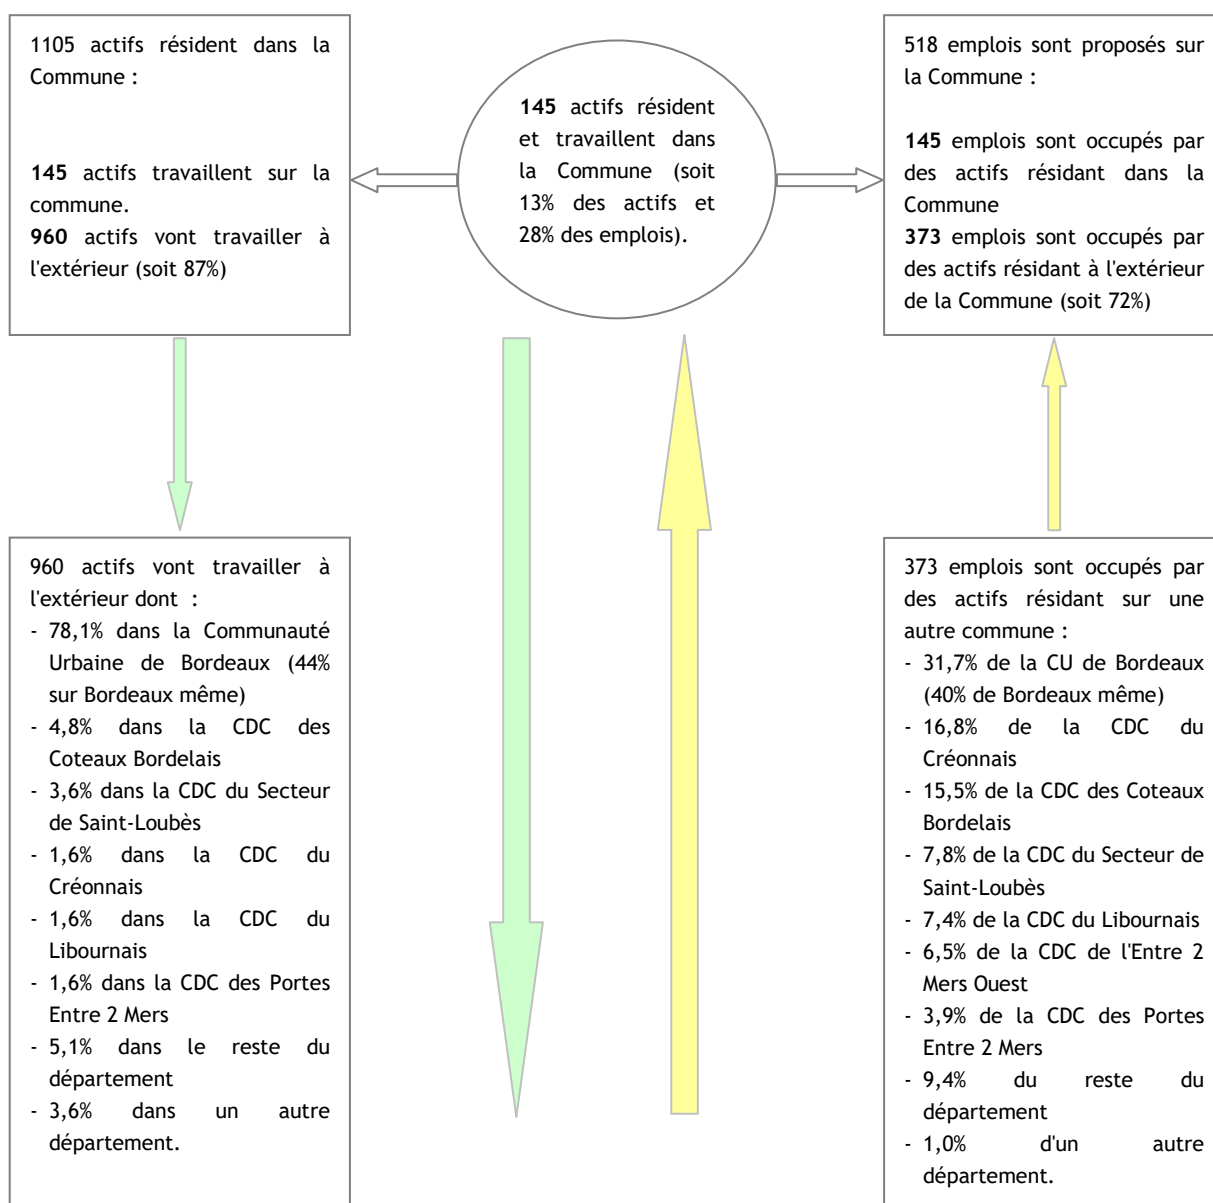 1105 actifs résident dans la
Commune :
145 actifs travaillent sur la
commune.
960 actifs vont travailler à
l'extérieur (soit 87%)
145 actifs résident
et travaillent dans
la Commune (soit
13% des actifs et
28% des emplois).
518 emplois sont proposés sur
la Commune :
145 emplois sont occupés par
des actifs résidant dans la
Commune
373 emplois sont occupés par
des actifs résidant à l'extérieur
de la Commune (soit 72%)
960 actifs vont travailler à
l'extérieur dont :
- 78,1% dans la Communauté
Urbaine de Bordeaux (44%
sur Bordeaux même)
- 4,8% dans la CDC des
Coteaux Bordelais
- 3,6% dans la CDC du Secteur
de Saint-Loubès
- 1,6% dans la CDC du
Créonnais
- 1,6% dans la CDC du
Libournais
- 1,6% dans la CDC des Portes
Entre 2 Mers
- 5,1% dans le reste du
département
- 3,6% dans un autre
département.
373 emplois sont occupés par
des actifs résidant sur une
autre commune :
- 31,7% de la CU de Bordeaux
(40% de Bordeaux même)
- 16,8% de la CDC du
Créonnais
- 15,5% de la CDC des Coteaux
Bordelais
- 7,8% de la CDC du Secteur de
Saint-Loubès
- 7,4% de la CDC du Libournais
- 6,5% de la CDC de l'Entre 2
Mers Ouest
- 3,9% de la CDC des Portes
Entre 2 Mers
- 9,4% du reste du
département
- 1,0% d'un autre
département.